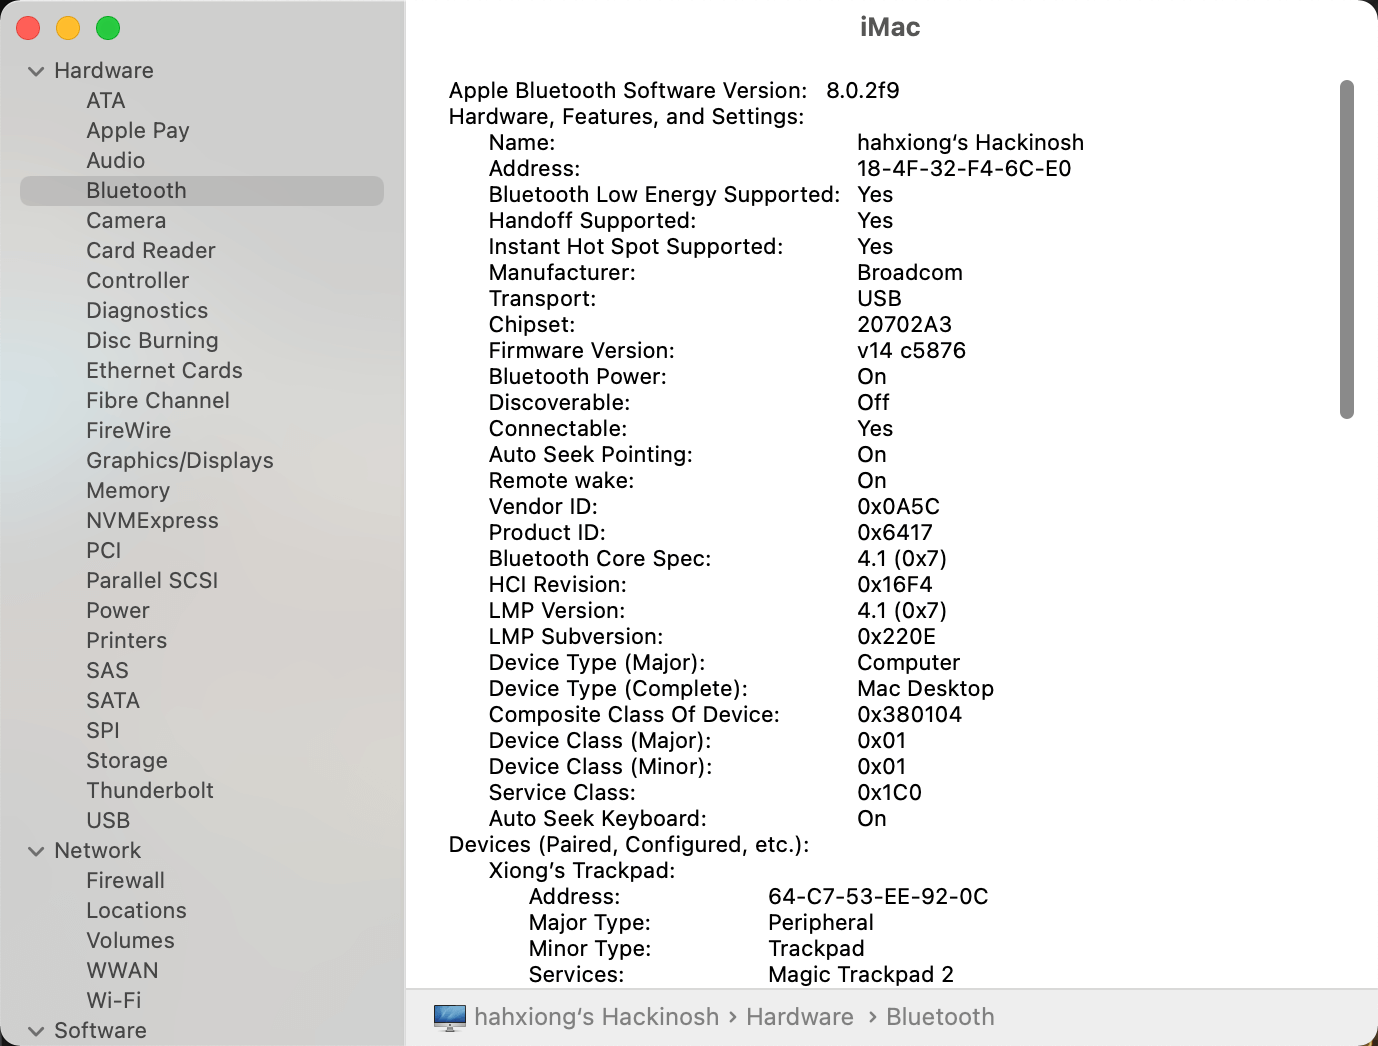 iMac
Hardware
ATA
Apple Pay
Audio
Bluetooth
Camera
Card Reader
Controller
Diagnostics
Disc Burning
Ethernet Cards
Fibre Channel
FireWire
Graphics/Displays
Memory
NVMExpress
PCI
Parallel SCSI
Power
Printers
SAS
SATA
SPI
Storage
Thunderbolt
USB
Network
Firewall
Locations
Volumes
WWAN
Wi-Fi
Software
Apple Bluetooth Software Version: 8.0.2f9
Hardware, Features, and Settings:
Name: hahxiong‘s Hackinosh
Address: 18-4F-32-F4-6C-E0
Bluetooth Low Energy Supported: Yes
Handoff Supported: Yes
Instant Hot Spot Supported: Yes
Manufacturer: Broadcom
Transport: USB
Chipset: 20702A3
Firmware Version: v14 c5876
Bluetooth Power: On
Discoverable: Off
Connectable: Yes
Auto Seek Pointing: On
Remote wake: On
Vendor ID: 0x0A5C
Product ID: 0x6417
Bluetooth Core Spec: 4.1 (0x7)
HCI Revision: 0x16F4
LMP Version: 4.1 (0x7)
LMP Subversion: 0x220E
Device Type (Major): Computer
Device Type (Complete): Mac Desktop
Composite Class Of Device: 0x380104
Device Class (Major): 0x01
Device Class (Minor): 0x01
Service Class: 0x1C0
Auto Seek Keyboard: On
Devices (Paired, Configured, etc.):
Xiong’s Trackpad:
Address: 64-C7-53-EE-92-0C
Major Type: Peripheral
Minor Type: Trackpad
Services: Magic Trackpad 2
hahxiong‘s Hackinosh › Hardware › Bluetooth